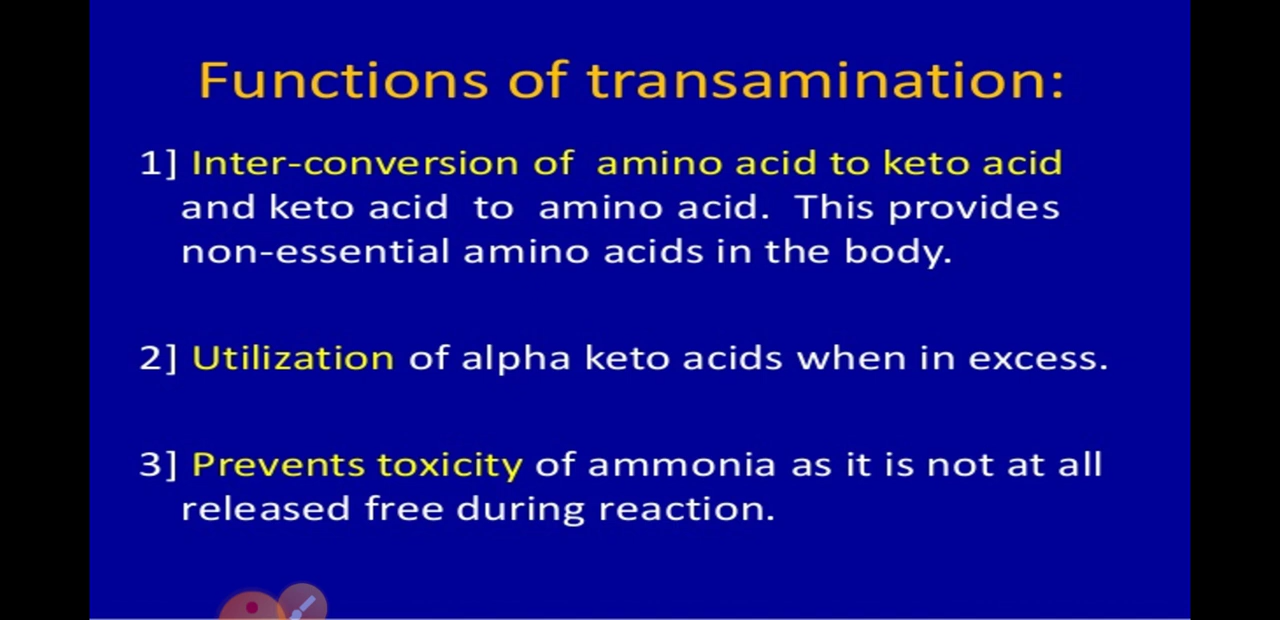 Functions of transamination:
1] Inter-conversion of amino acid to keto acid
and keto acid to amino acid. This provides
non-essential amino acids in the body.
2] Utilization of alpha keto acids when in excess.
3] Prevents toxicity of ammonia as it is not at all
released free during reaction.